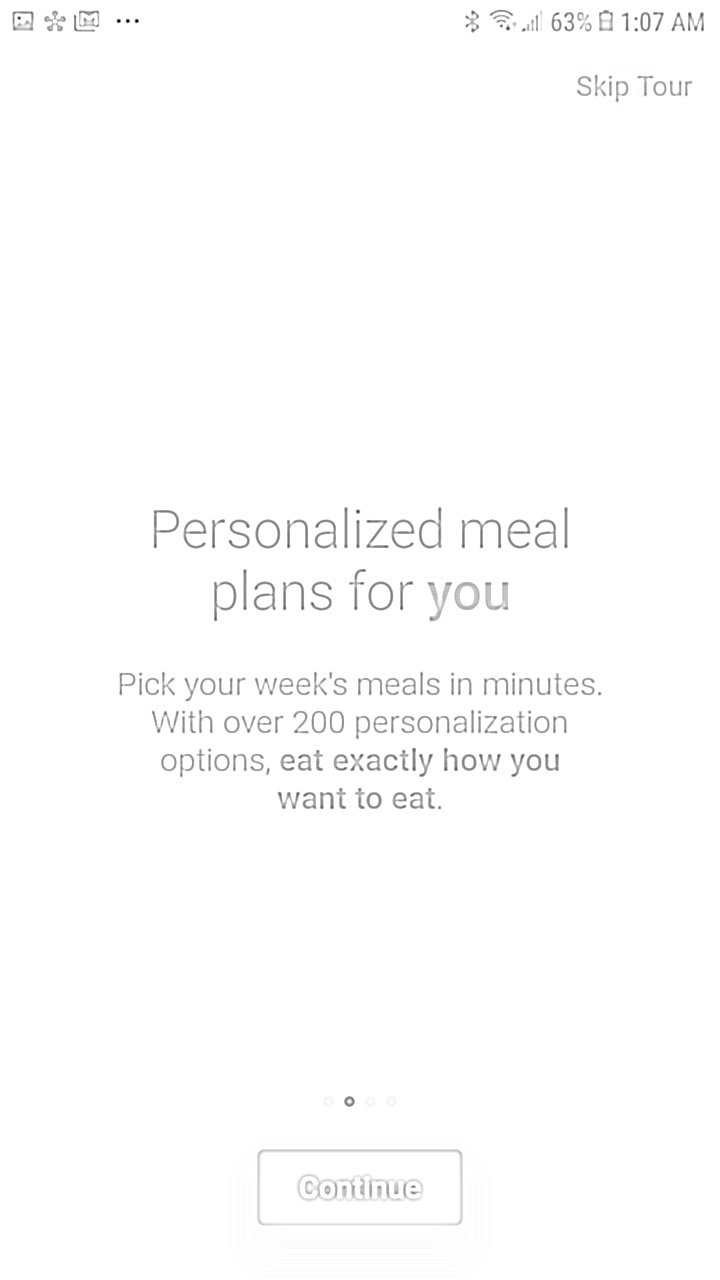 63% 1:07 AM
Skip Tour
Personalized meal
plans for you
Pick your week's meals in minutes.
With over 200 personalization
options, eat exactly how you
want to eat.
Continue